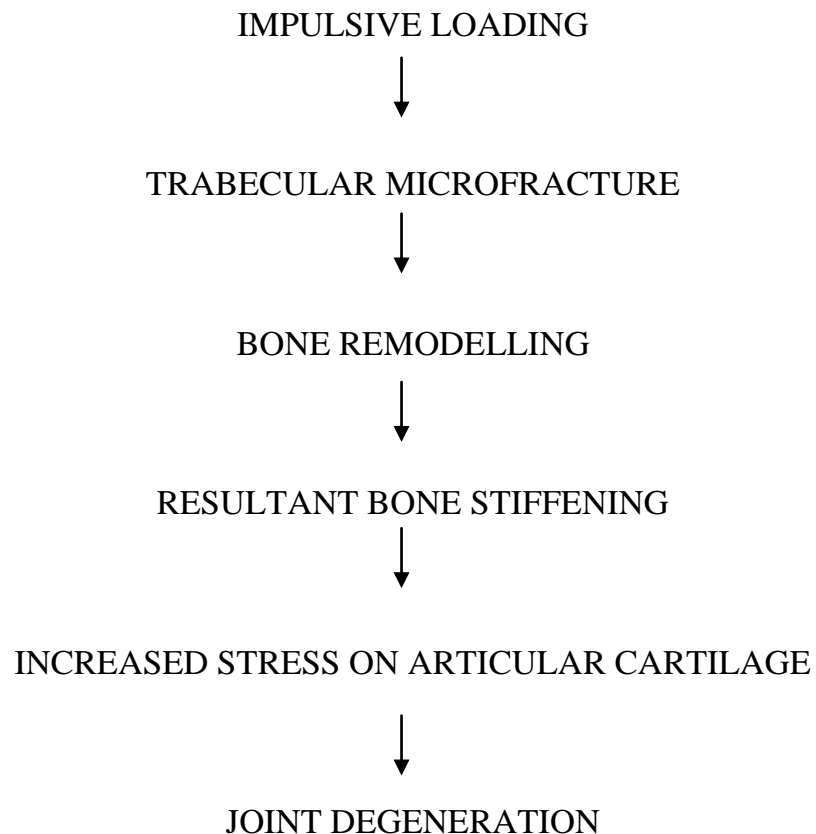 IMPULSIVE LOADING
TRABECULAR MICROFRACTURE
BONE REMODELLING
RESULTANT BONE STIFFENING
INCREASED STRESS ON ARTICULAR CARTILAGE
JOINT DEGENERATION